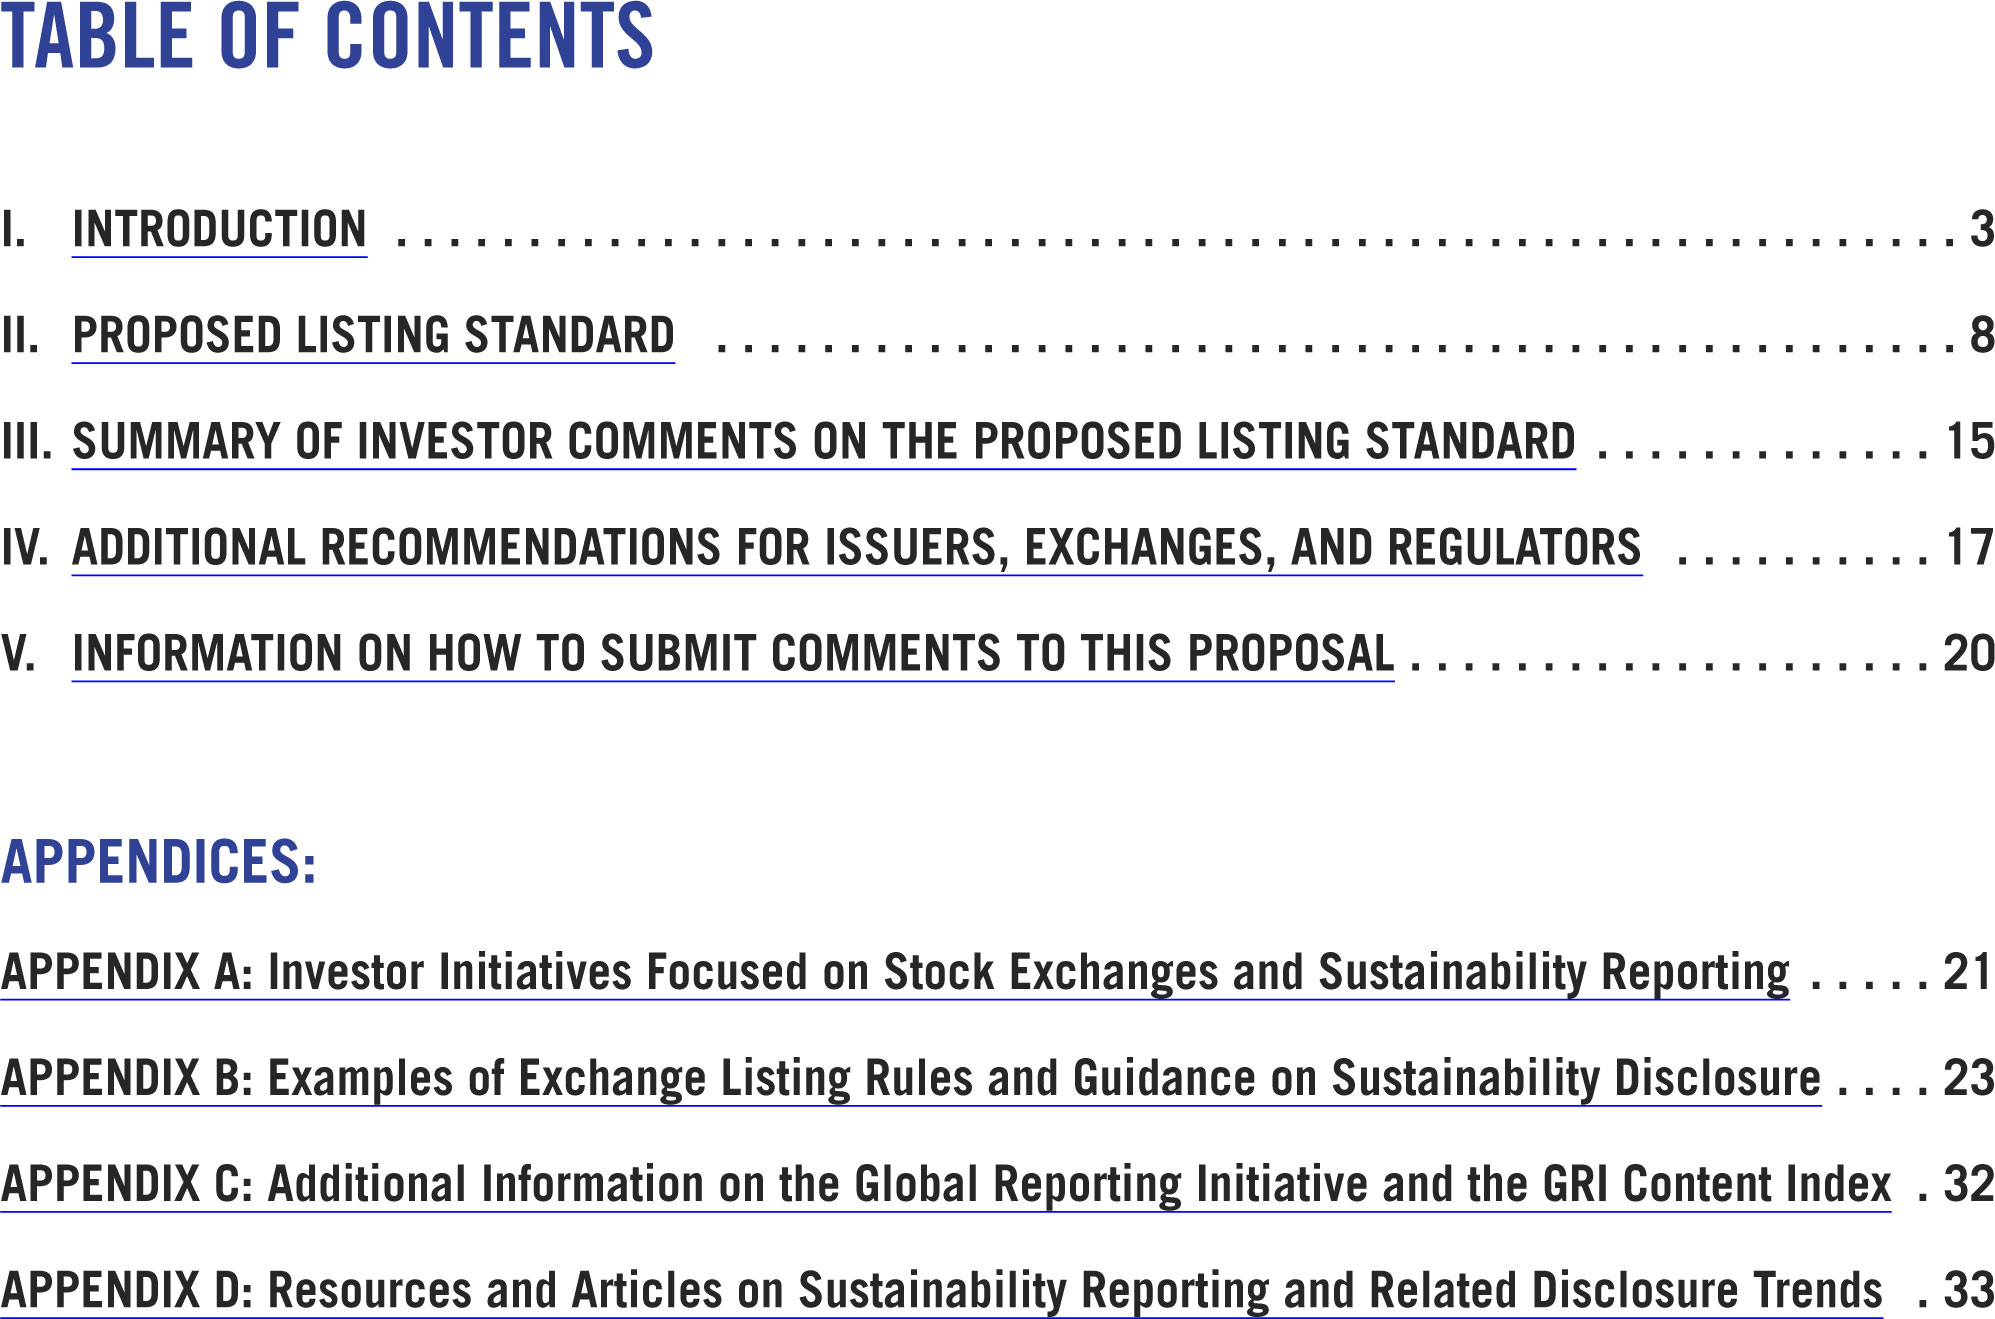 TABLE OF CONTENTS
I. INTRODUCTION . . . . . . . . . . . . . . . . . . . . . . . . . . . . . . . . . . . . . . . . . . . . . . . . . . . . . . . . . . . 3
II. PROPOSED LISTING STANDARD . . . . . . . . . . . . . . . . . . . . . . . . . . . . . . . . . . . . . . . . . . . . . . . 8
III. SUMMARY OF INVESTOR COMMENTS ON THE PROPOSED LISTING STANDARD . . . . . . . . . . . . . 15
IV. ADDITIONAL RECOMMENDATIONS FOR ISSUERS, EXCHANGES, AND REGULATORS . . . . . . . . . . 17
V. INFORMATION ON HOW TO SUBMIT COMMENTS TO THIS PROPOSAL . . . . . . . . . . . . . . . . . . . . 20
APPENDICES:
APPENDIX A: Investor Initiatives Focused on Stock Exchanges and Sustainability Reporting . . . . . 21
APPENDIX B: Examples of Exchange Listing Rules and Guidance on Sustainability Disclosure . . . . 23
APPENDIX C: Additional Information on the Global Reporting Initiative and the GRI Content Index . 32
APPENDIX D: Resources and Articles on Sustainability Reporting and Related Disclosure Trends . 33